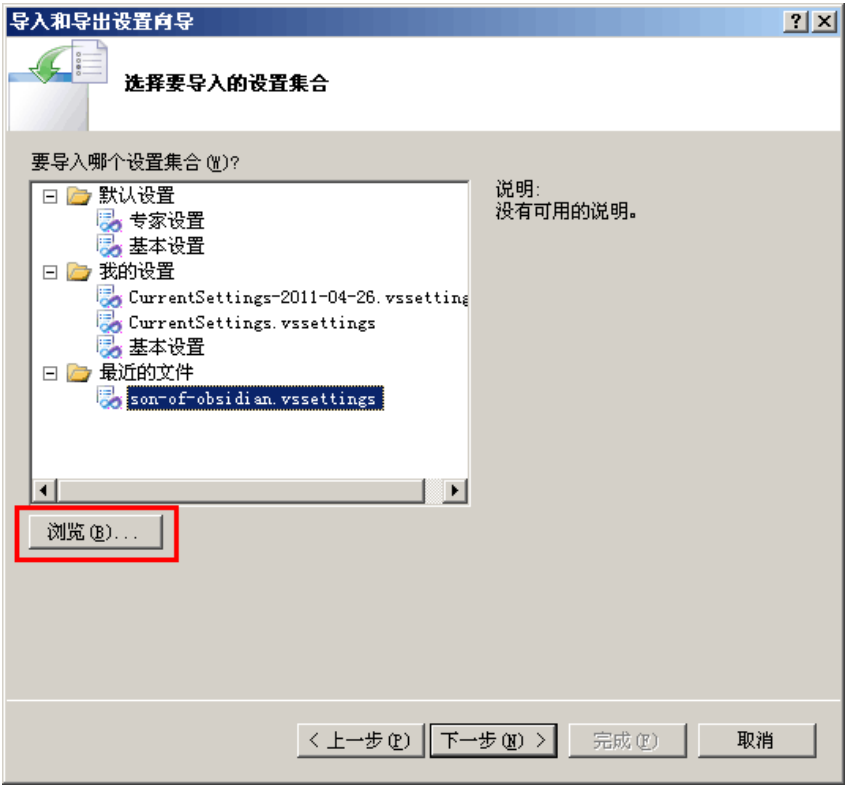 导入和导出设置向导
选择要导入的设置集合
要导入哪个设置集合(W)?
默认设置
专家设置
基本设置
我的设置
CurrentSettings-2011-04-26.vssetting
CurrentSettings.vssettings
基本设置
最近的文件
son-of-obsidian.vssettings
说明:
没有可用的说明。
浏览(B)...
< 上一步(P)
下一步(N) >
完成(F)
取消